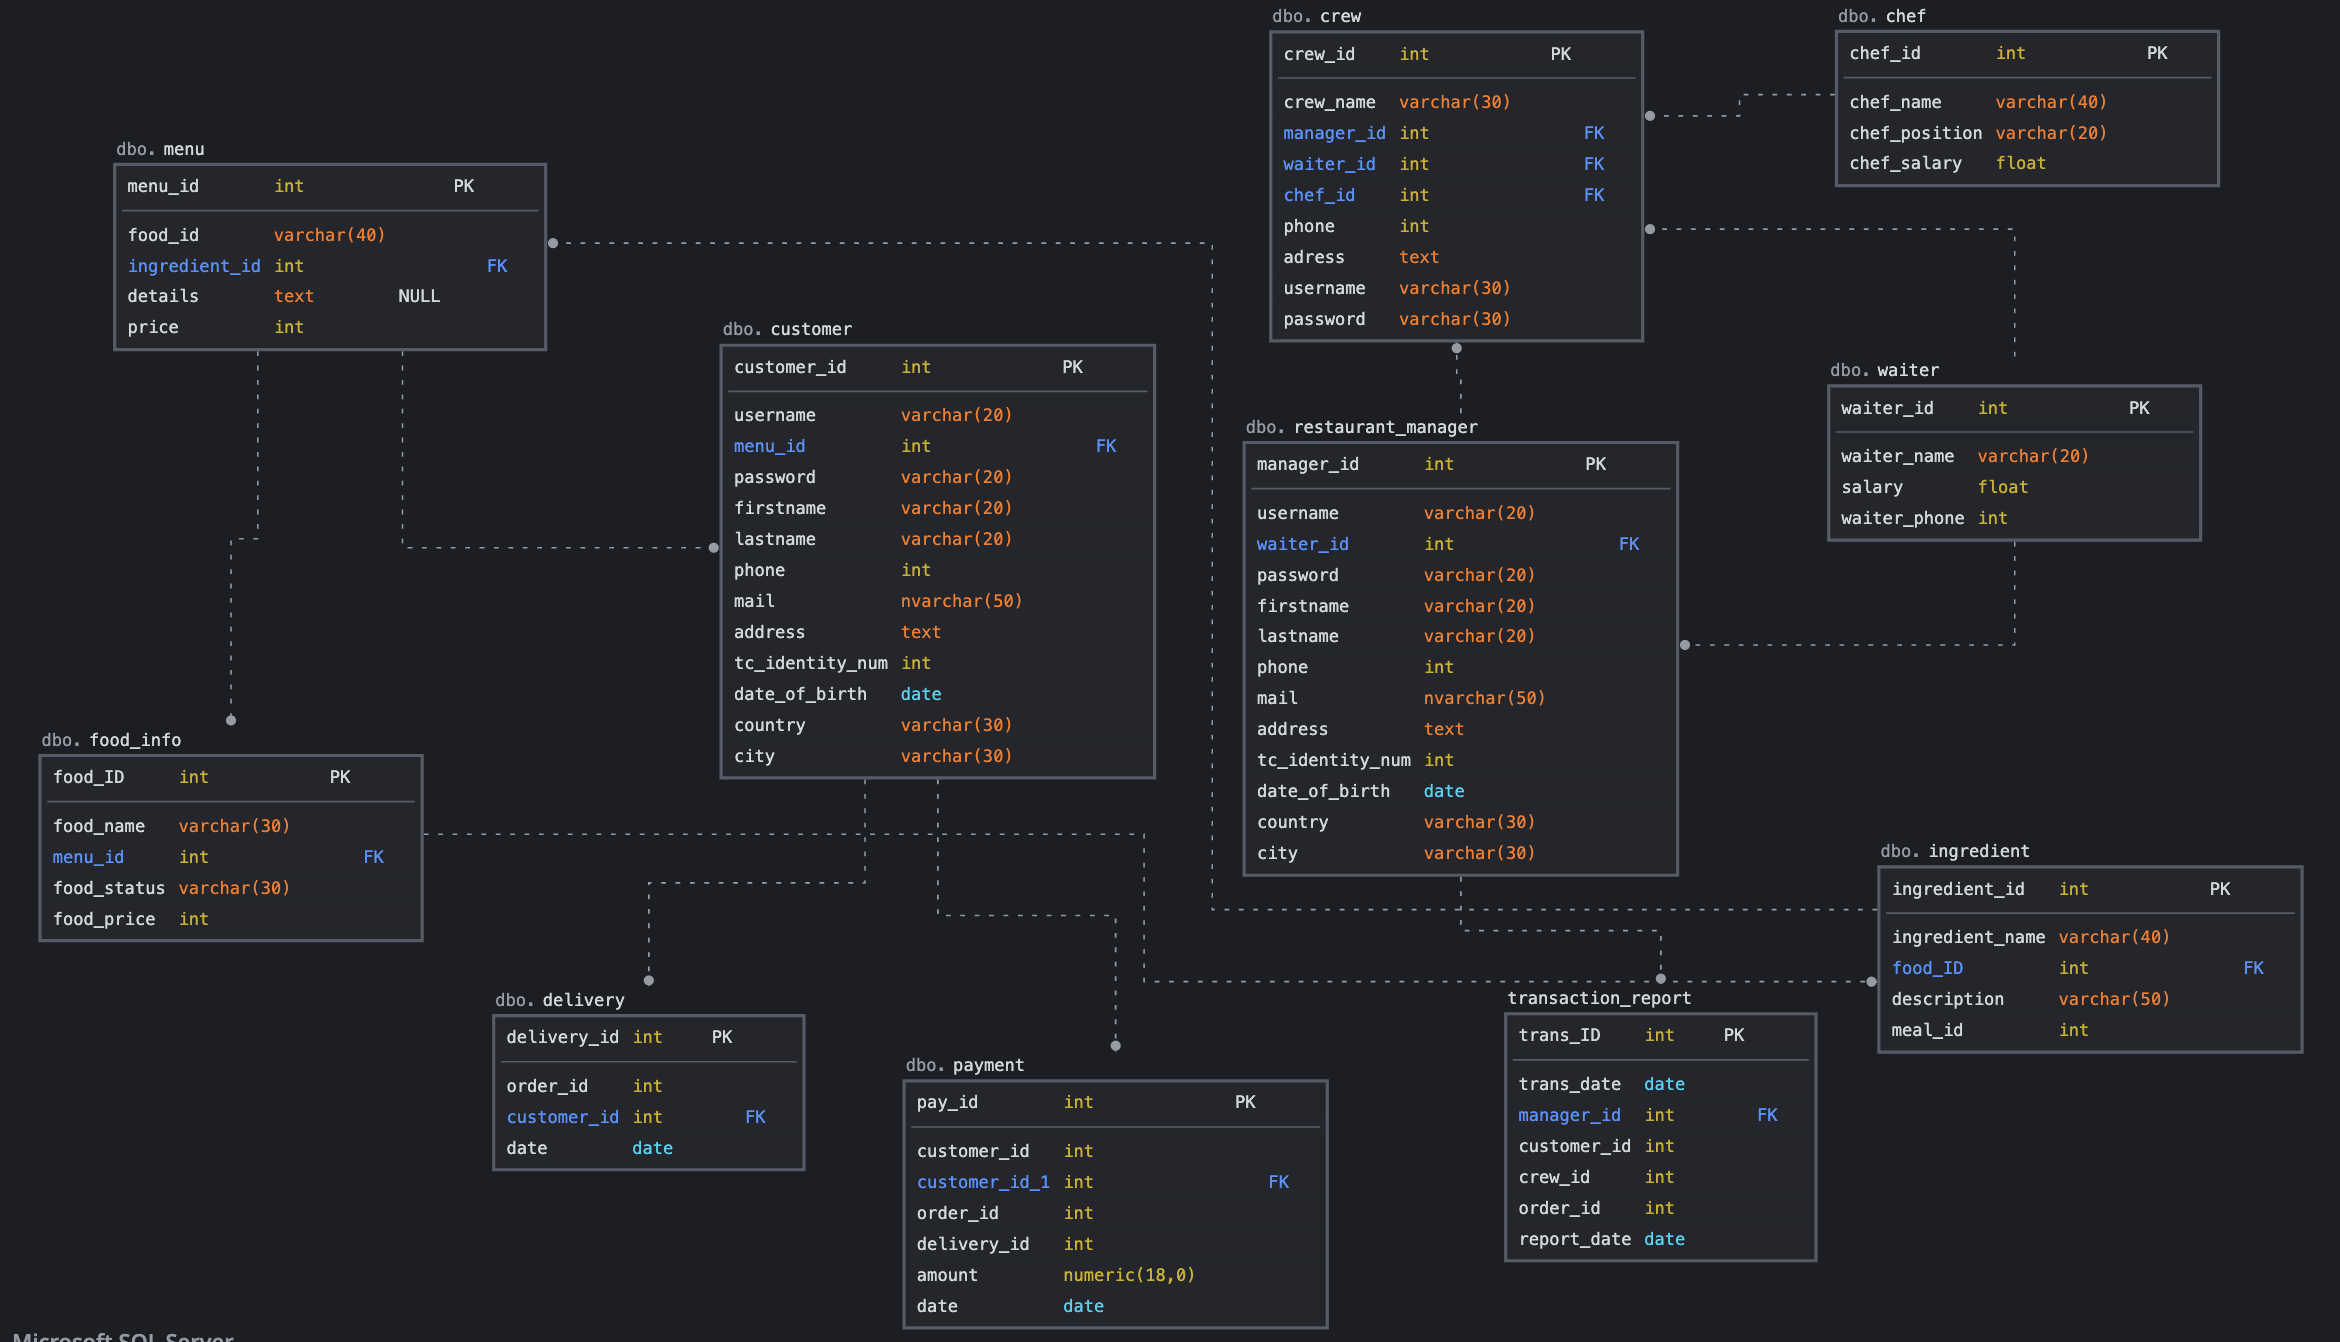 dbo. crew
crew_id int PK
crew_name varchar(30)
manager_id int FK
waiter_id int FK
chef_id int FK
phone int
adress text
username varchar(30)
password varchar(30)
dbo. chef
chef_id int PK
chef_name varchar(40)
chef_position varchar(20)
chef_salary float
dbo. menu
menu_id int PK
food_id varchar(40)
ingredient_id int FK
details text NULL
price int
dbo. customer
customer_id int PK
username varchar(20)
menu_id int FK
password varchar(20)
firstname varchar(20)
lastname varchar(20)
phone int
mail nvarchar(50)
address text
tc_identity_num int
date_of_birth date
country varchar(30)
city varchar(30)
dbo. restaurant_manager
manager_id int PK
username varchar(20)
waiter_id int FK
password varchar(20)
firstname varchar(20)
lastname varchar(20)
phone int
mail nvarchar(50)
address text
tc_identity_num int
date_of_birth date
country varchar(30)
city varchar(30)
dbo. waiter
waiter_id int PK
waiter_name varchar(20)
salary float
waiter_phone int
dbo. food_info
food_ID int PK
food_name varchar(30)
menu_id int FK
food_status varchar(30)
food_price int
dbo. ingredient
ingredient_id int PK
ingredient_name varchar(40)
food_ID int FK
description varchar(50)
meal_id int
dbo. delivery
delivery_id int PK
order_id int
customer_id int FK
date date
dbo. payment
pay_id int PK
customer_id int
customer_id_1 int FK
order_id int
delivery_id int
amount numeric(18,0)
date date
transaction_report
trans_ID int PK
trans_date date
manager_id int FK
customer_id int
crew_id int
order_id int
report_date date
Microsoft SQL Server